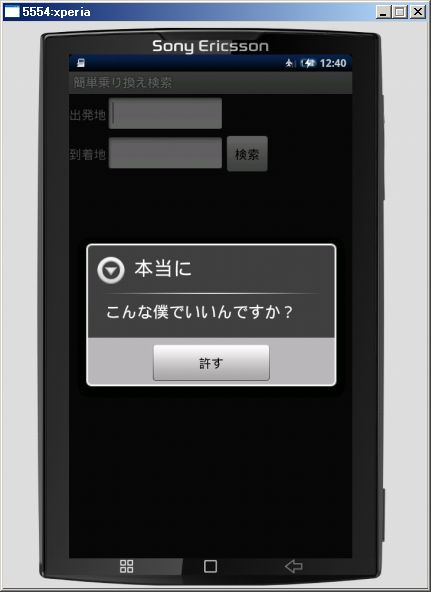 5554:xperia
Sony Ericsson
12:40
簡単乗り換え検索
出発地
到着地
検索
本当に
こんな僕でいいんですか？
許す